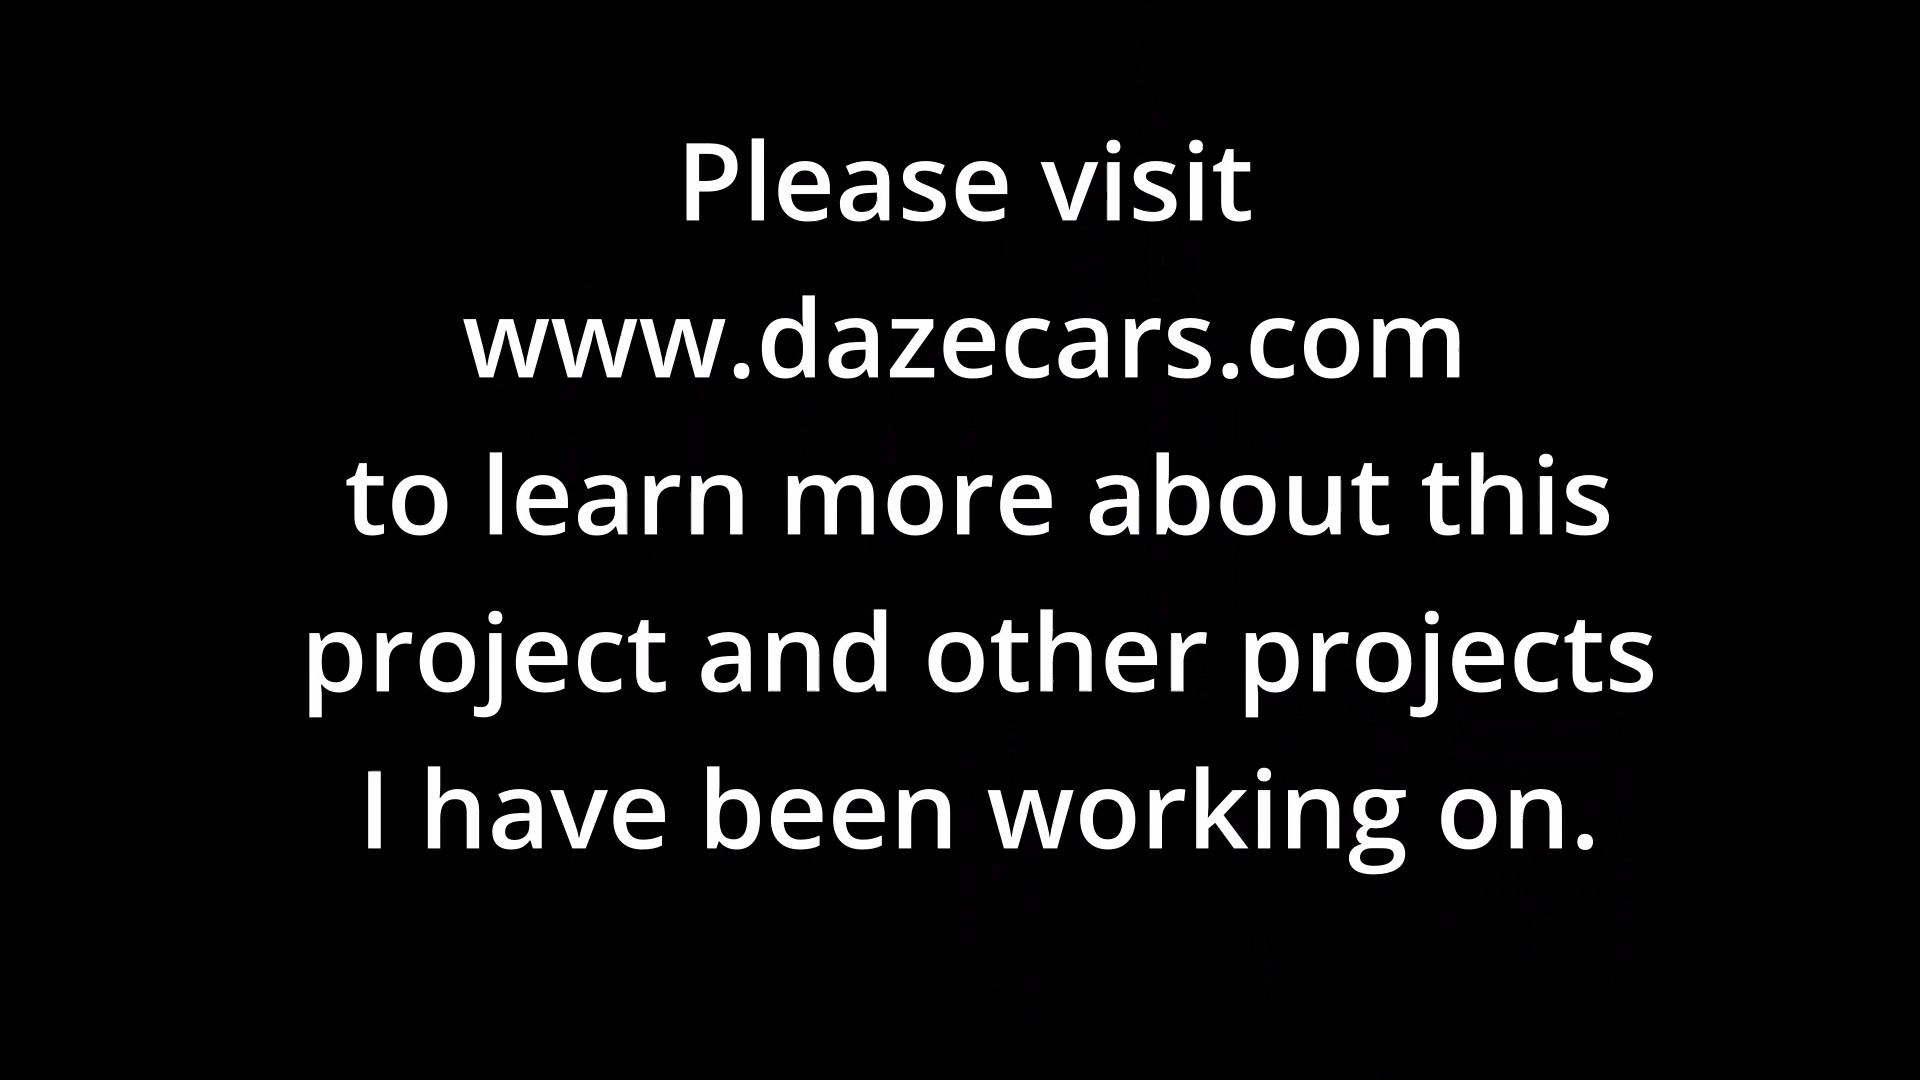 Please visit
www.dazecars.com
to learn more about this
project and other projects
I have been working on.